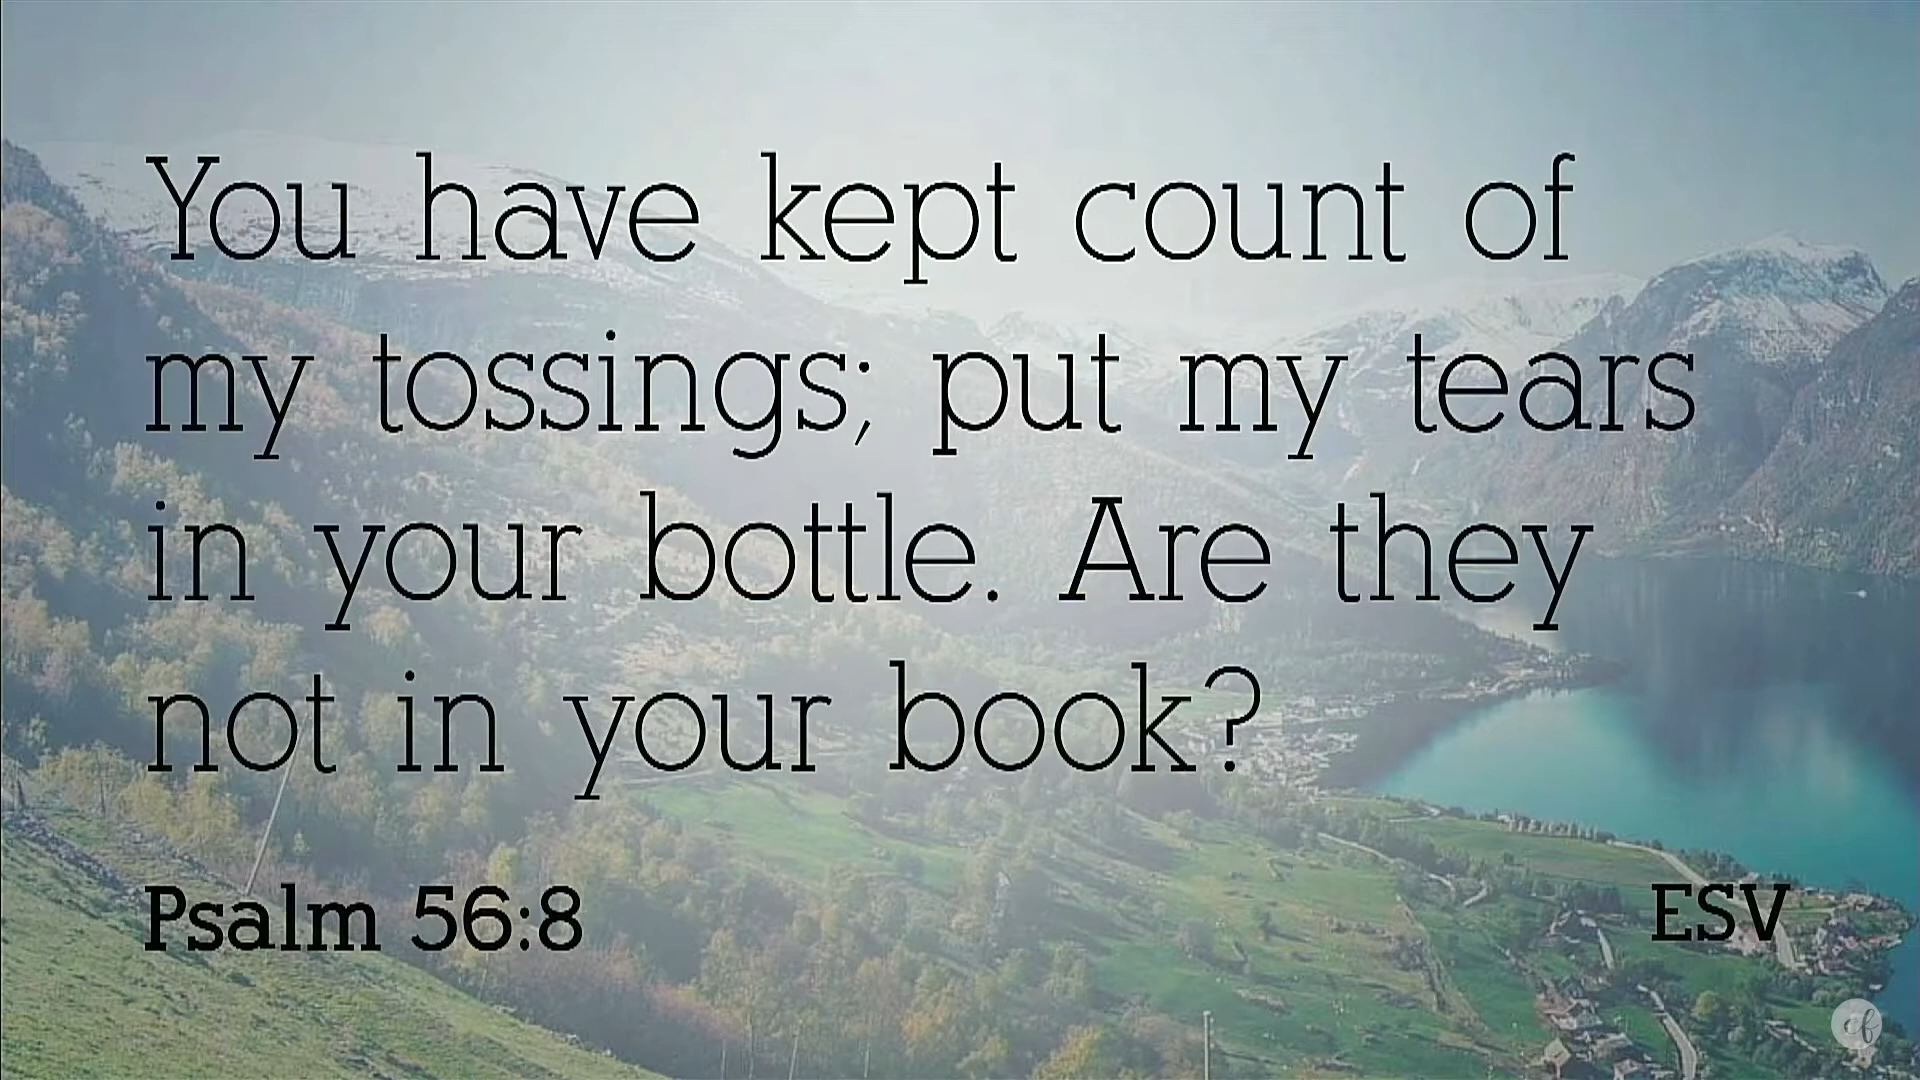 You have kept count of
my tossings; put my tears
in your bottle. Are they
not in your book?
Psalm 56:8
ESV
cf